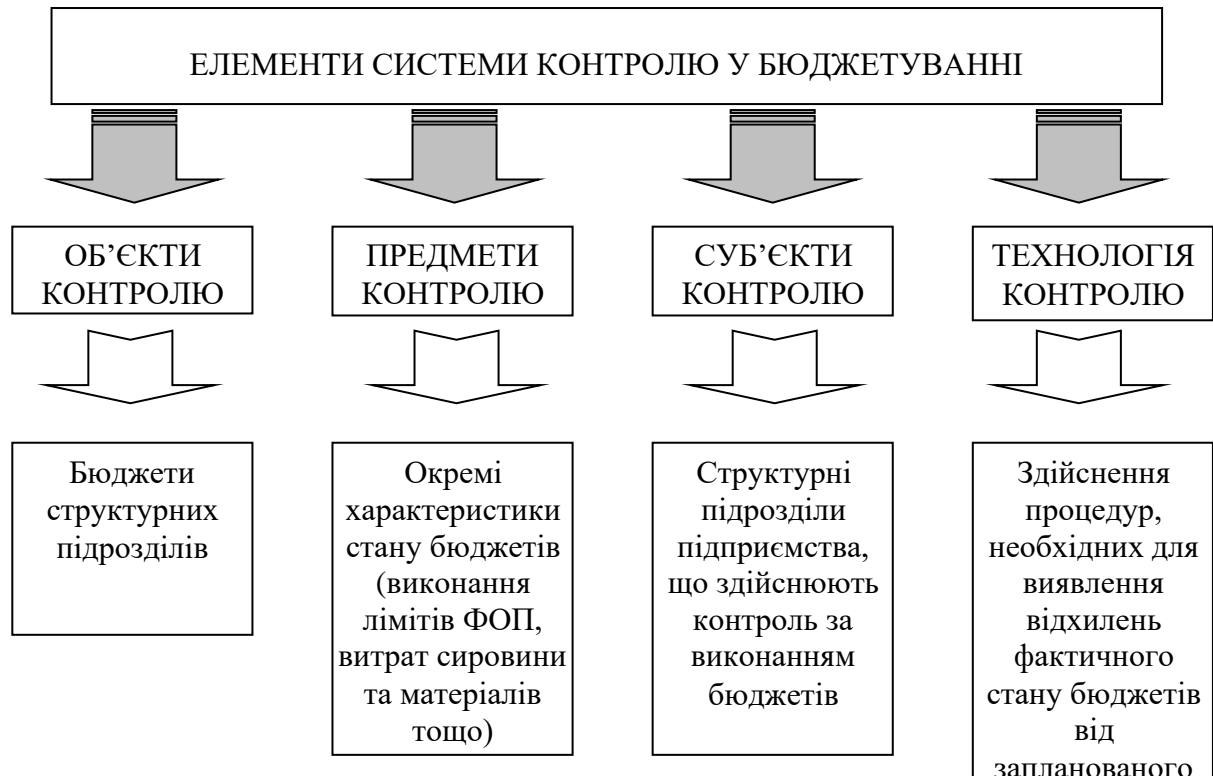 ЕЛЕМЕНТИ СИСТЕМИ КОНТРОЛЮ У БЮДЖЕТУВАННІ
ОБ’ЄКТИ
КОНТРОЛЮ
ПРЕДМЕТИ
КОНТРОЛЮ
СУБ’ЄКТИ
КОНТРОЛЮ
ТЕХНОЛОГІЯ
КОНТРОЛЮ
Бюджети
структурних
підрозділів
Окремі
характеристики
стану бюджетів
(виконання
лімітів ФОП,
витрат сировини
та матеріалів
тощо)
Структурні
підрозділи
підприємства,
що здійснюють
контроль за
виконанням
бюджетів
Здійснення
процедур,
необхідних для
виявлення
відхилень
фактичного
стану бюджетів
від
запланованого